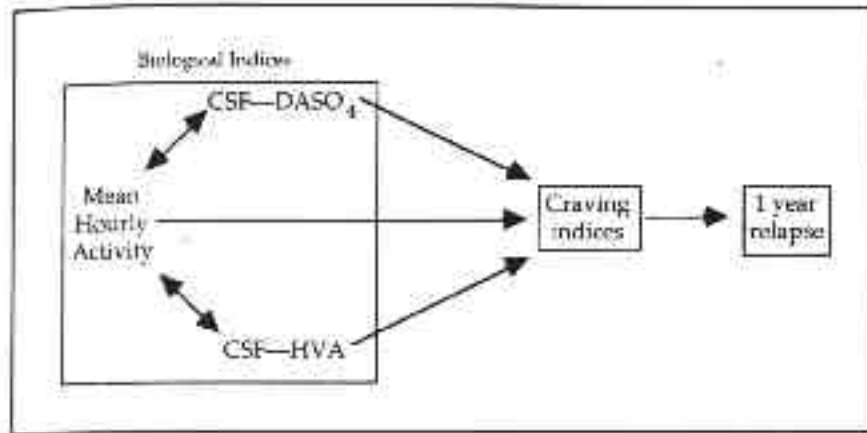 Biological Indices
CSF—DASO4
Mean
Hourly
Activity
CSF—HVA
Craving
indices
1 year
relapse